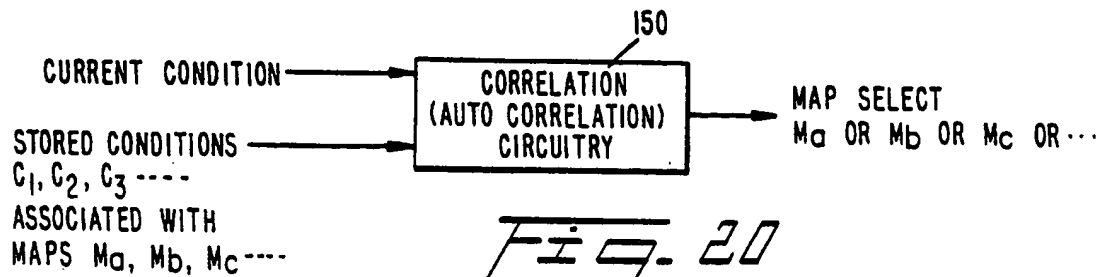 150
CURRENT CONDITION
CORRELATION
(AUTO CORRELATION)
CIRCUITRY
MAP SELECT
Ma OR Mb OR Mc OR ···
STORED CONDITIONS
C1, C2, C3 ----
ASSOCIATED WITH
MAPS Ma, Mb, Mc ----
Fig. 20